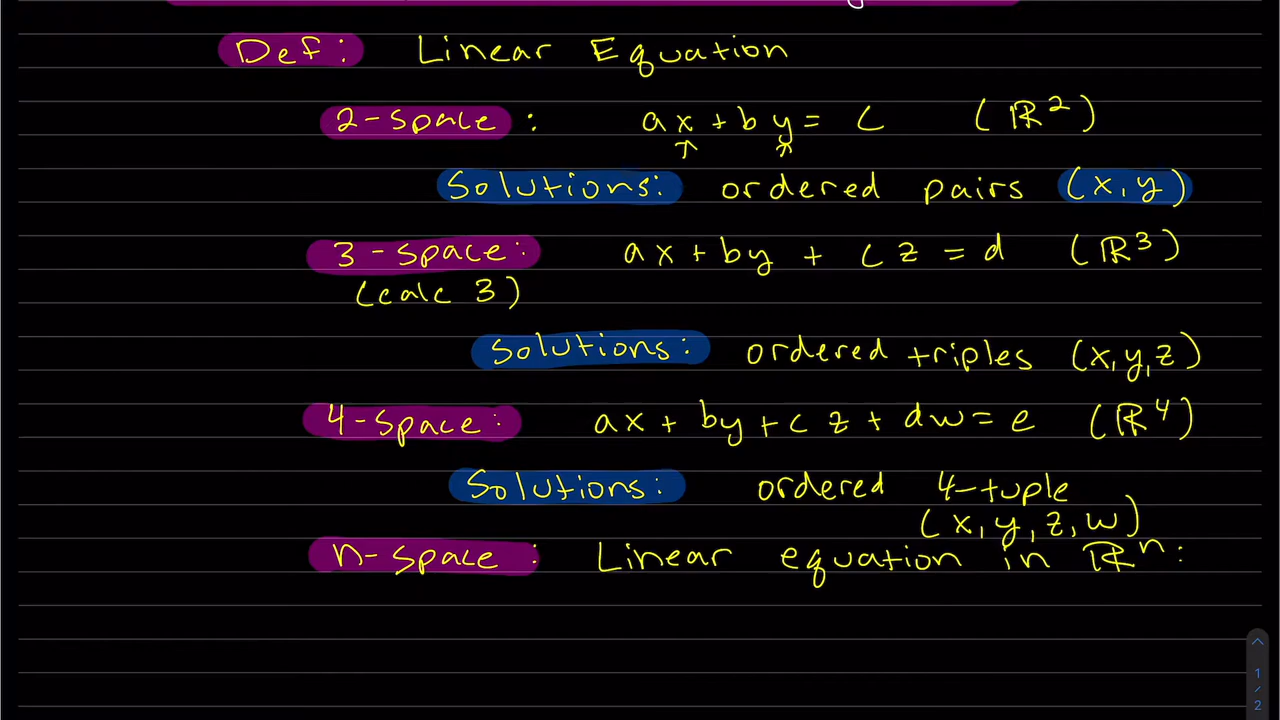 Def: Linear Equation
2-space: ax + by = c (ℝ²)
↑ ↑
Solutions: ordered pairs (x,y)
3-space: ax + by + cz = d (ℝ³)
(calc 3)
Solutions: ordered triples (x,y,z)
4-space: ax + by + cz + dw = e (ℝ⁴)
Solutions: ordered 4-tuple
(x,y,z,w)
n-space: Linear equation in ℝⁿ:
1
/
2